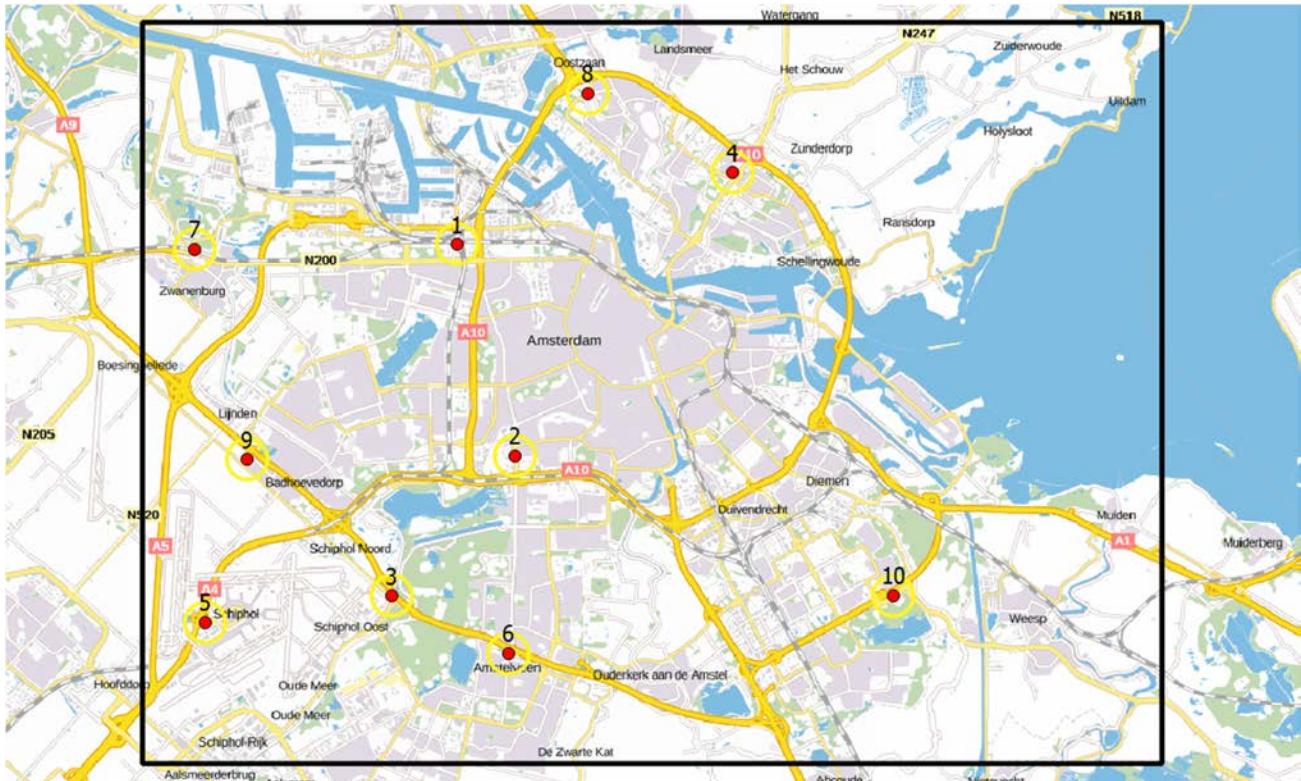 Watergang
N518
N247
Landsmeer
Zuiderwoude
Oostzaan
Het Schouw
8
Uitdam
A9
Holysloot
Zunderdorp
4
A10
Ransdorp
7
1
N200
Schellingwoude
Zwanenburg
A10
Amsterdam
Lijnden
N205
9
2
A10
Badhoevedorp
Diemen
Duivendrecht
Muiden
A5
Schiphol Noord
A1
Muiderberg
3
10
A4
5
Schiphol
Schiphol Oost
Weesp
6
Amstelveen
Ouderkerk aan de Amstel
Hoofddorp
Oude Meer
Oude Meer
Schiphol-Rijk
De Zwarte Kat
Aalsmeerderbrug